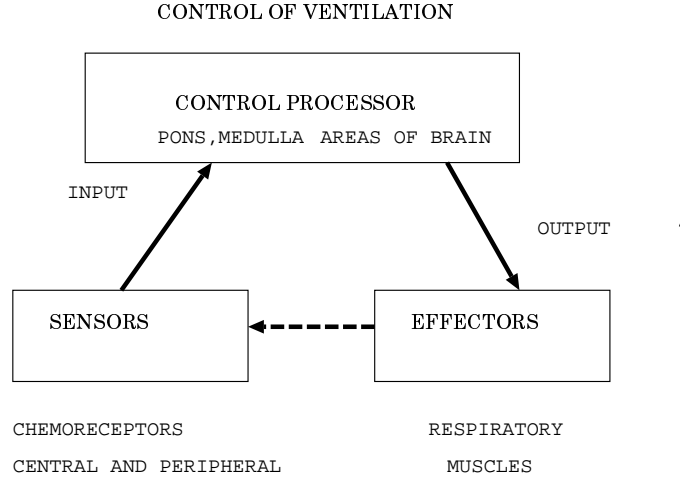 CONTROL OF VENTILATION
CONTROL PROCESSOR
PONS,MEDULLA AREAS OF BRAIN
INPUT
OUTPUT
SENSORS
EFFECTORS
CHEMORECEPTORS
RESPIRATORY
CENTRAL AND PERIPHERAL
MUSCLES